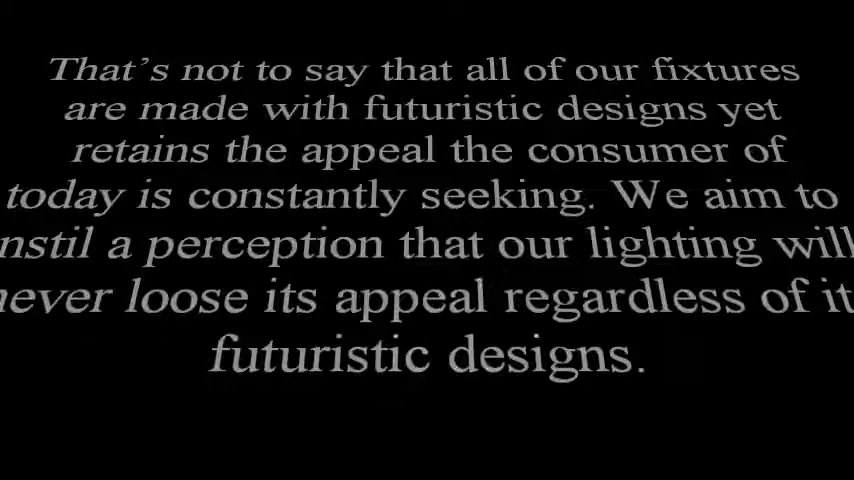 That's not to say that all of our fixtures
are made with futuristic designs yet
retains the appeal the consumer of
today is constantly seeking. We aim to
nstil a perception that our lighting will
never loose its appeal regardless of it
futuristic designs.